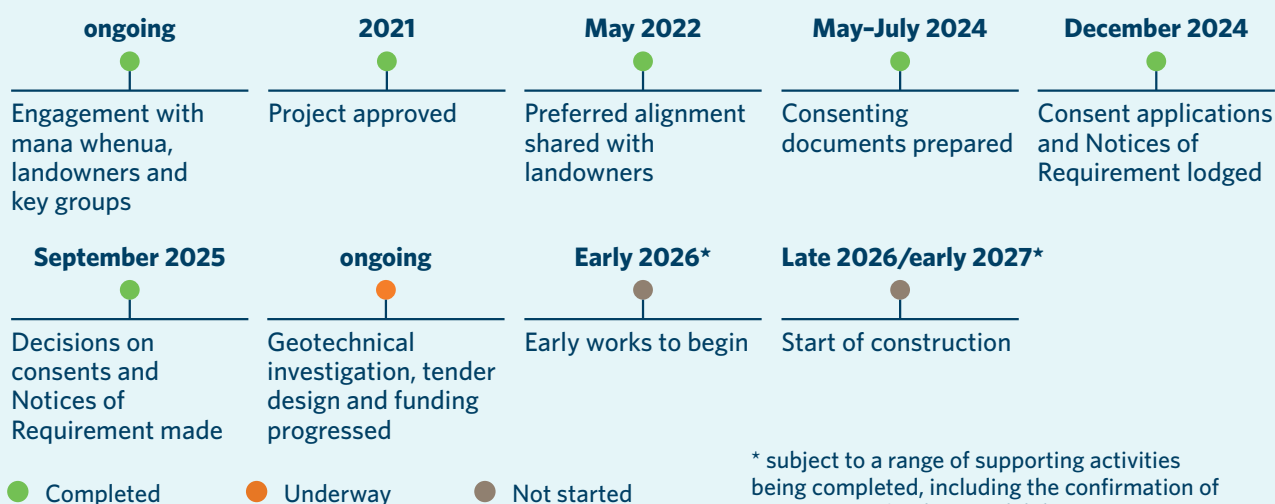 ongoing
Engagement with
mana whenua,
landowners and
key groups
2021
Project approved
May 2022
Preferred alignment
shared with
landowners
May–July 2024
Consenting
documents prepared
December 2024
Consent applications
and Notices of
Requirement lodged
September 2025
Decisions on
consents and
Notices of
Requirement made
ongoing
Geotechnical
investigation, tender
design and funding
progressed
Early 2026*
Early works to begin
Late 2026/early 2027*
Start of construction
Completed
Underway
Not started
* subject to a range of supporting activities
being completed, including the confirmation of